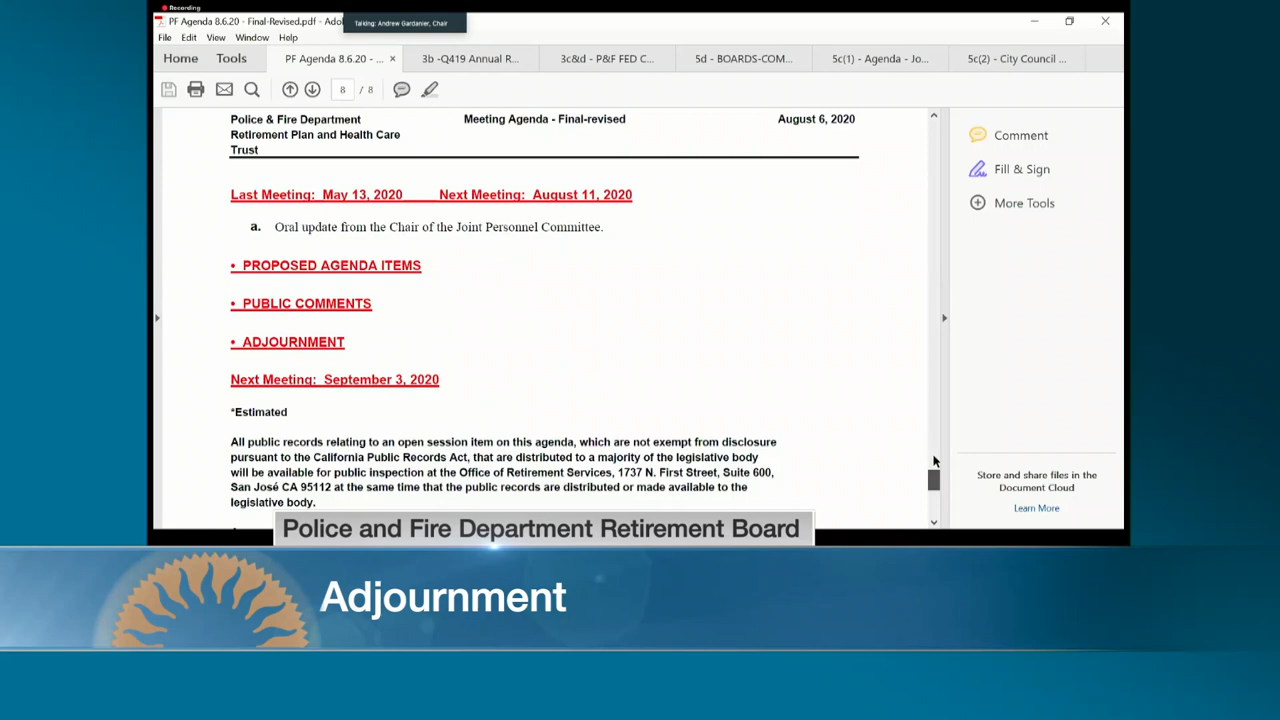 Recording
PF Agenda 8.6.20 - Final-Revised.pdf - Adob
Talking: Andrew Gardanier, Chair
File Edit View Window Help
Home Tools PF Agenda 8.6.20 - ... × 3b -Q419 Annual R... 3c&d - P&F FED C... 5d - BOARDS-COM... 5c(1) - Agenda - Jo... 5c(2) - City Council ...
8 / 8
Police & Fire Department Meeting Agenda - Final-revised August 6, 2020
Retirement Plan and Health Care
Trust
Last Meeting: May 13, 2020 Next Meeting: August 11, 2020
a. Oral update from the Chair of the Joint Personnel Committee.
• PROPOSED AGENDA ITEMS
• PUBLIC COMMENTS
• ADJOURNMENT
Next Meeting: September 3, 2020
*Estimated
All public records relating to an open session item on this agenda, which are not exempt from disclosure
pursuant to the California Public Records Act, that are distributed to a majority of the legislative body
will be available for public inspection at the Office of Retirement Services, 1737 N. First Street, Suite 600,
San José CA 95112 at the same time that the public records are distributed or made available to the
legislative body.
Comment
Fill & Sign
More Tools
Store and share files in the
Document Cloud
Learn More
Police and Fire Department Retirement Board
Adjournment